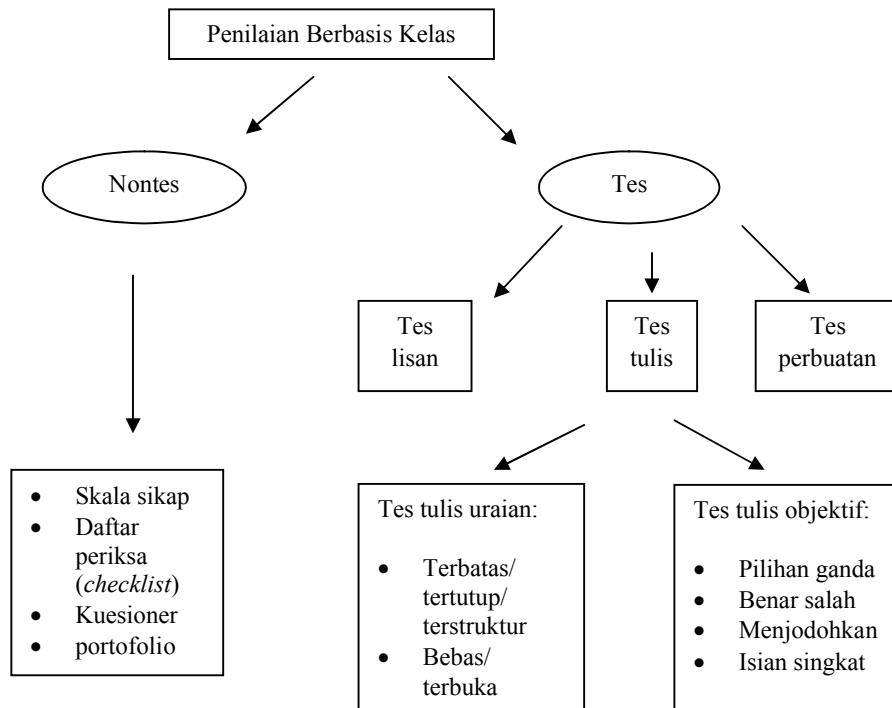 Penilaian Berbasis Kelas
Nontes
Tes
Tes
lisan
Tes
tulis
Tes
perbuatan
• Skala sikap
• Daftar
periksa
(checklist)
• Kuesioner
• portofolio
Tes tulis uraian:
• Terbatas/
tertutup/
terstruktur
• Bebas/
terbuka
Tes tulis objektif:
• Pilihan ganda
• Benar salah
• Menjodohkan
• Isian singkat